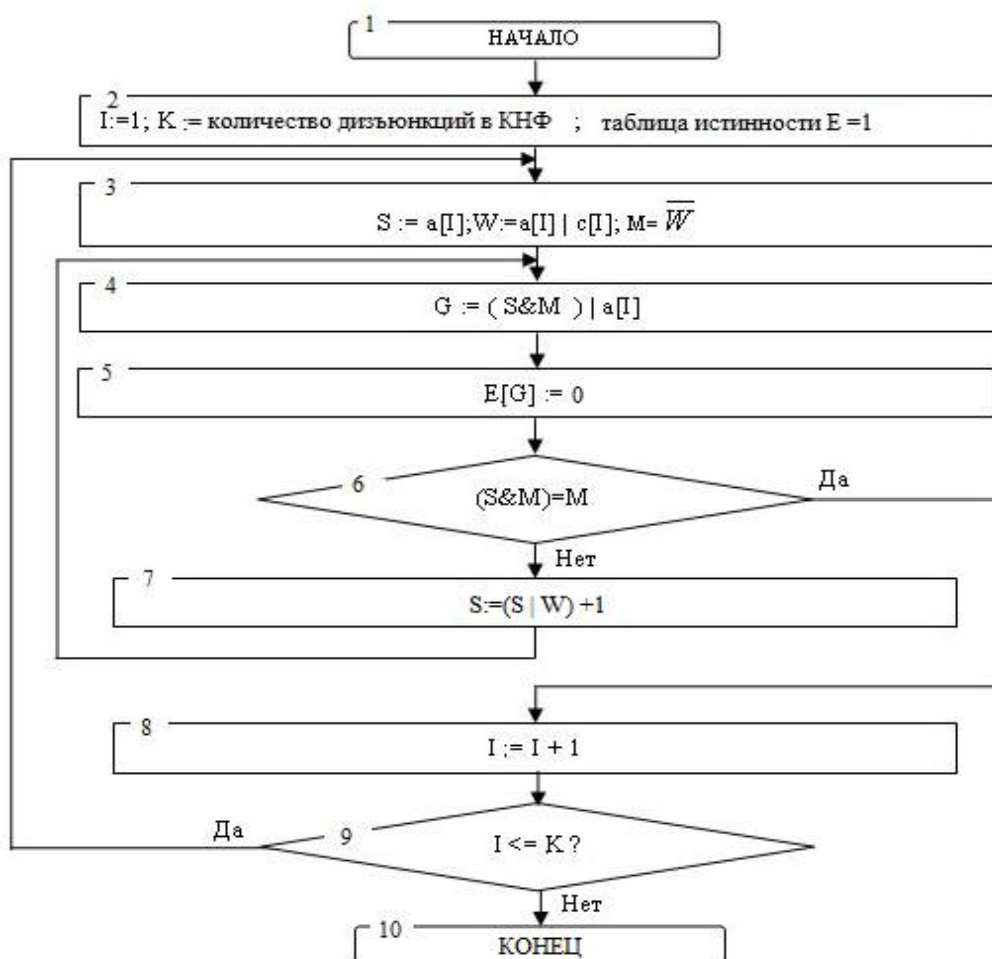 1
НАЧАЛО
2
I:=1; K := количество дизъюнкций в КНФ ; таблица истинности E =1
3
S := a[I];W:=a[I] | c[I]; M= W̅
4
G := ( S&M ) | a[I]
5
E[G] := 0
6
(S&M)=M
Да
Нет
7
S:=(S | W) +1
8
I := I + 1
Да
9
I <= K ?
Нет
10
КОНЕЦ